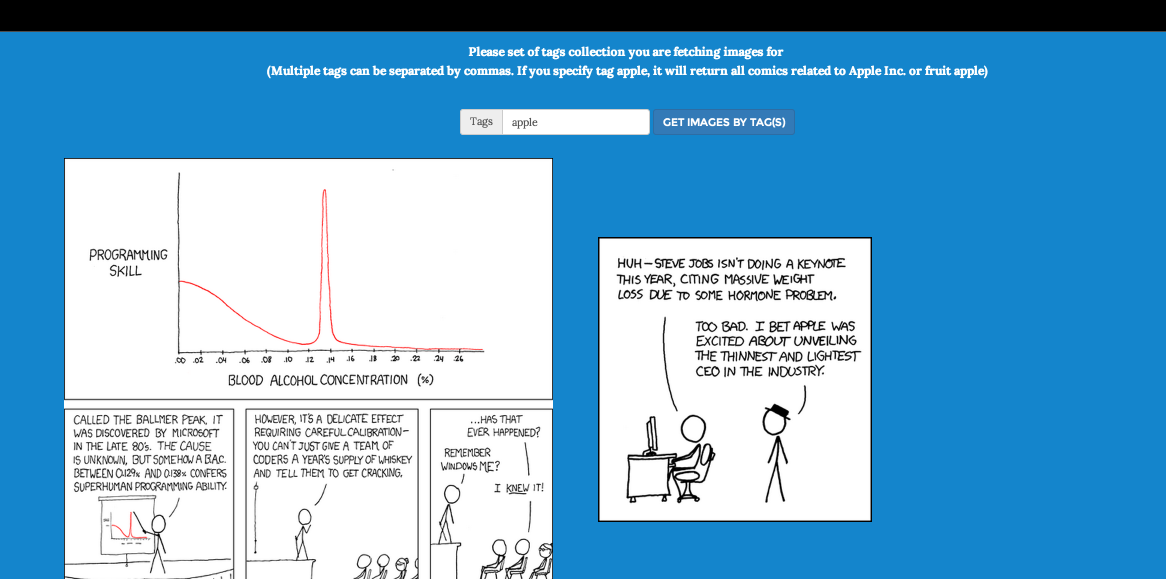 Please set of tags collection you are fetching images for
(Multiple tags can be separated by commas. If you specify tag apple, it will return all comics related to Apple Inc. or fruit apple)
Tags
apple
GET IMAGES BY TAG(S)
PROGRAMMING
SKILL
.00 .02 .04 .06 .08 .10 .12 .14 .16 .18 .20 .22 .24 .26
BLOOD ALCOHOL CONCENTRATION (%)
CALLED THE BALLMER PEAK, IT
WAS DISCOVERED BY MICROSOFT
IN THE LATE 80's. THE CAUSE
IS UNKNOWN, BUT SOMEHOW A B.A.C.
BETWEEN 0.129% AND 0.138% CONFERS
SUPERHUMAN PROGRAMMING ABILITY.
HOWEVER, IT'S A DELICATE EFFECT
REQUIRING CAREFUL CALIBRATION—
YOU CAN'T JUST GIVE A TEAM OF
CODERS A YEAR'S SUPPLY OF WHISKEY
AND TELL THEM TO GET CRACKING.
...HAS THAT
EVER HAPPENED?
REMEMBER
WINDOWS ME?
I KNEW IT!
HUH—STEVE JOBS ISN'T DOING A KEYNOTE
THIS YEAR, CITING MASSIVE WEIGHT
LOSS DUE TO SOME HORMONE PROBLEM.
TOO BAD. I BET APPLE WAS
EXCITED ABOUT UNVEILING
THE THINNEST AND LIGHTEST
CEO IN THE INDUSTRY.